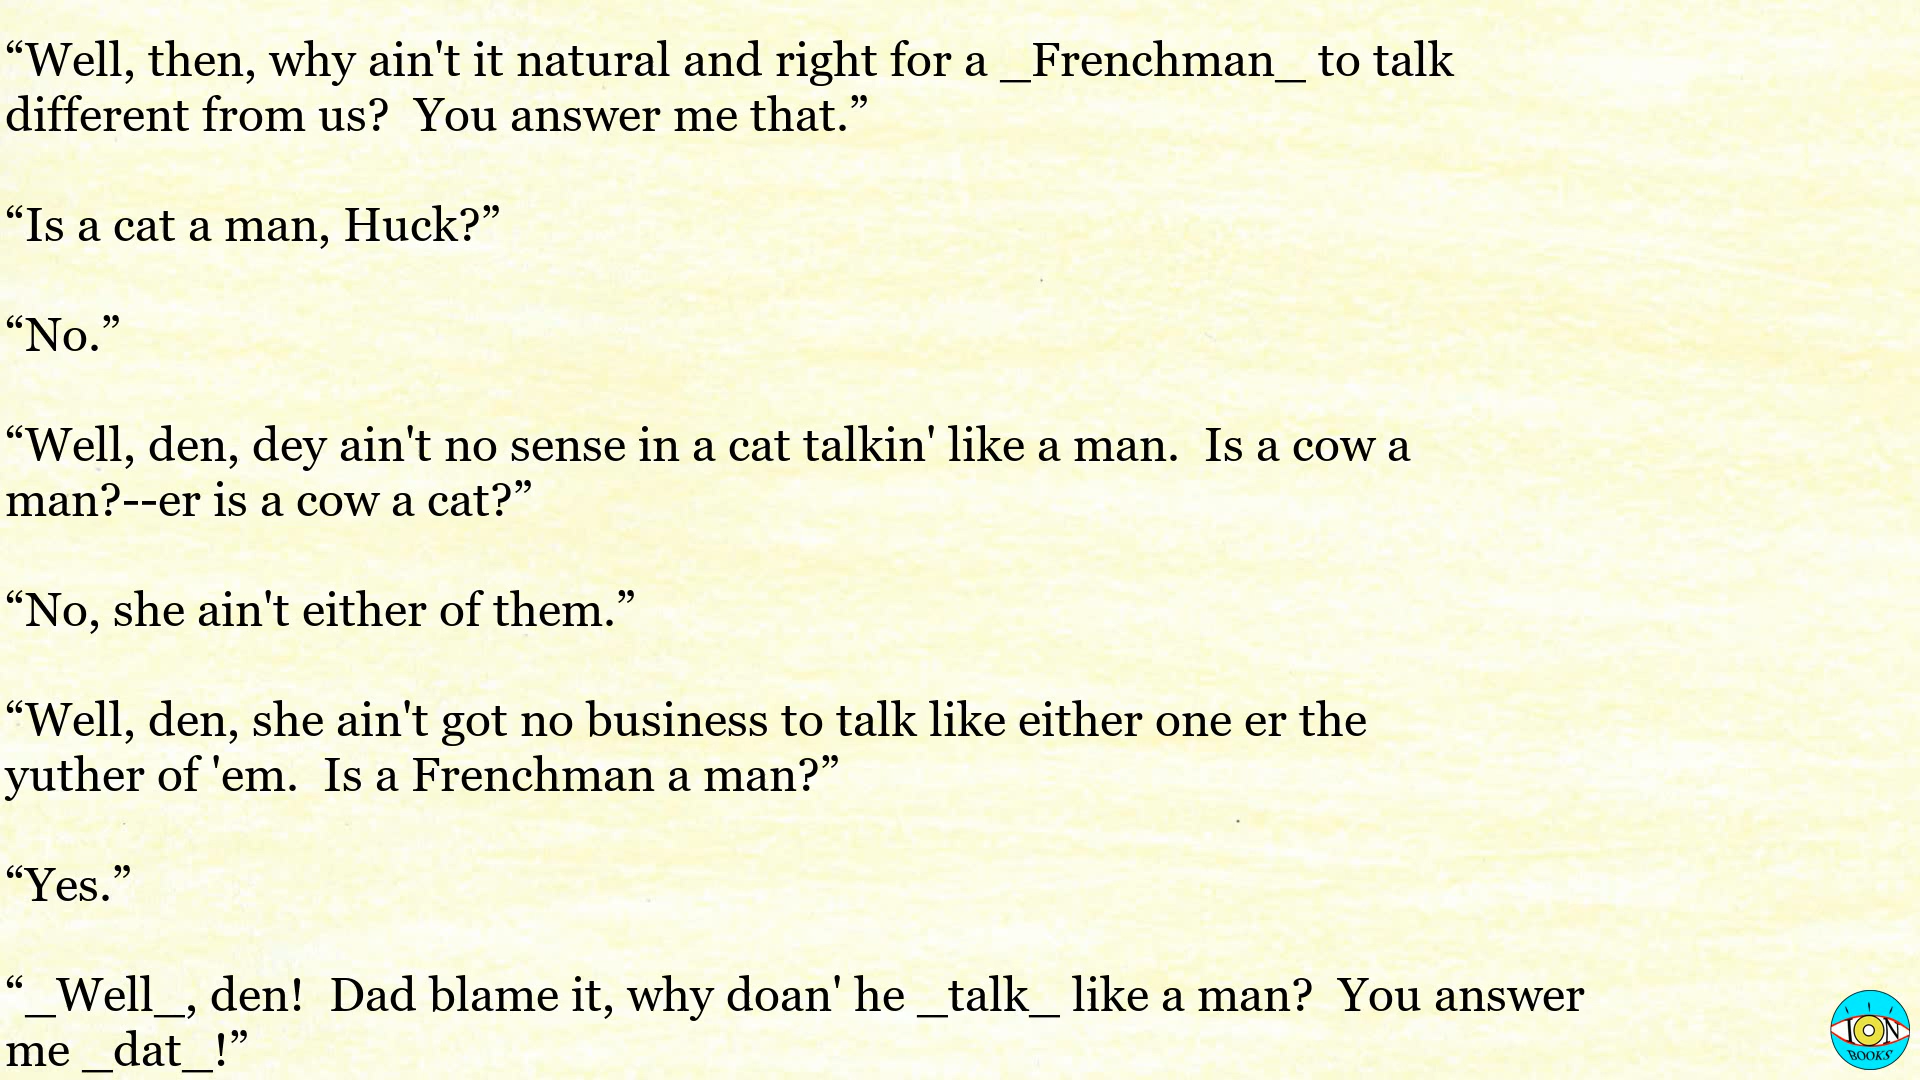 “Well, then, why ain't it natural and right for a _Frenchman_ to talk
different from us?  You answer me that.”
“Is a cat a man, Huck?”
“No.”
“Well, den, dey ain't no sense in a cat talkin' like a man.  Is a cow a
man?--er is a cow a cat?”
“No, she ain't either of them.”
“Well, den, she ain't got no business to talk like either one er the
yuther of 'em.  Is a Frenchman a man?”
“Yes.”
“_Well_, den!  Dad blame it, why doan' he _talk_ like a man?  You answer
me _dat_!”
ION
BOOKS